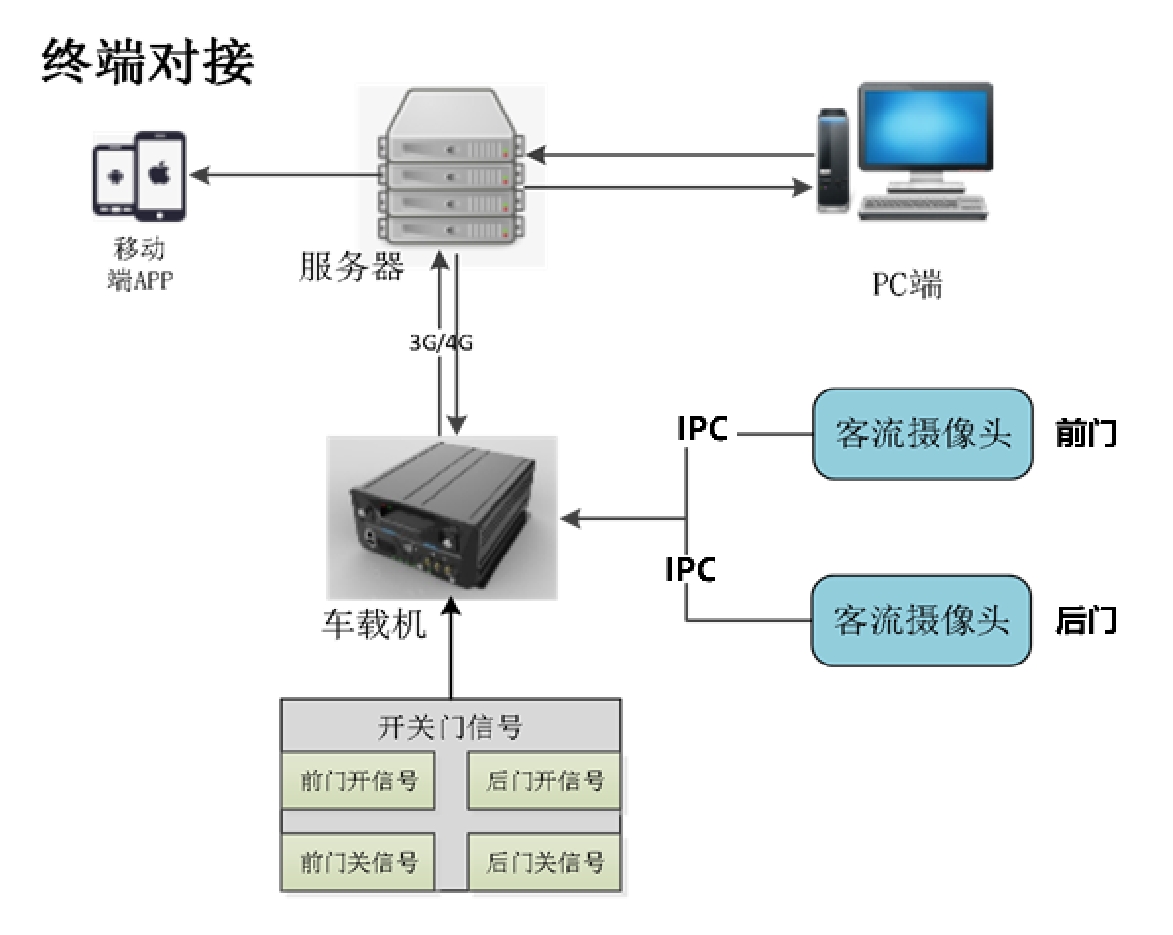 终端对接
移动
端APP
服务器
PC端
3G/4G
IPC
客流摄像头
前门
IPC
客流摄像头
后门
车载机
开关门信号
前门开信号
后门开信号
前门关信号
后门关信号